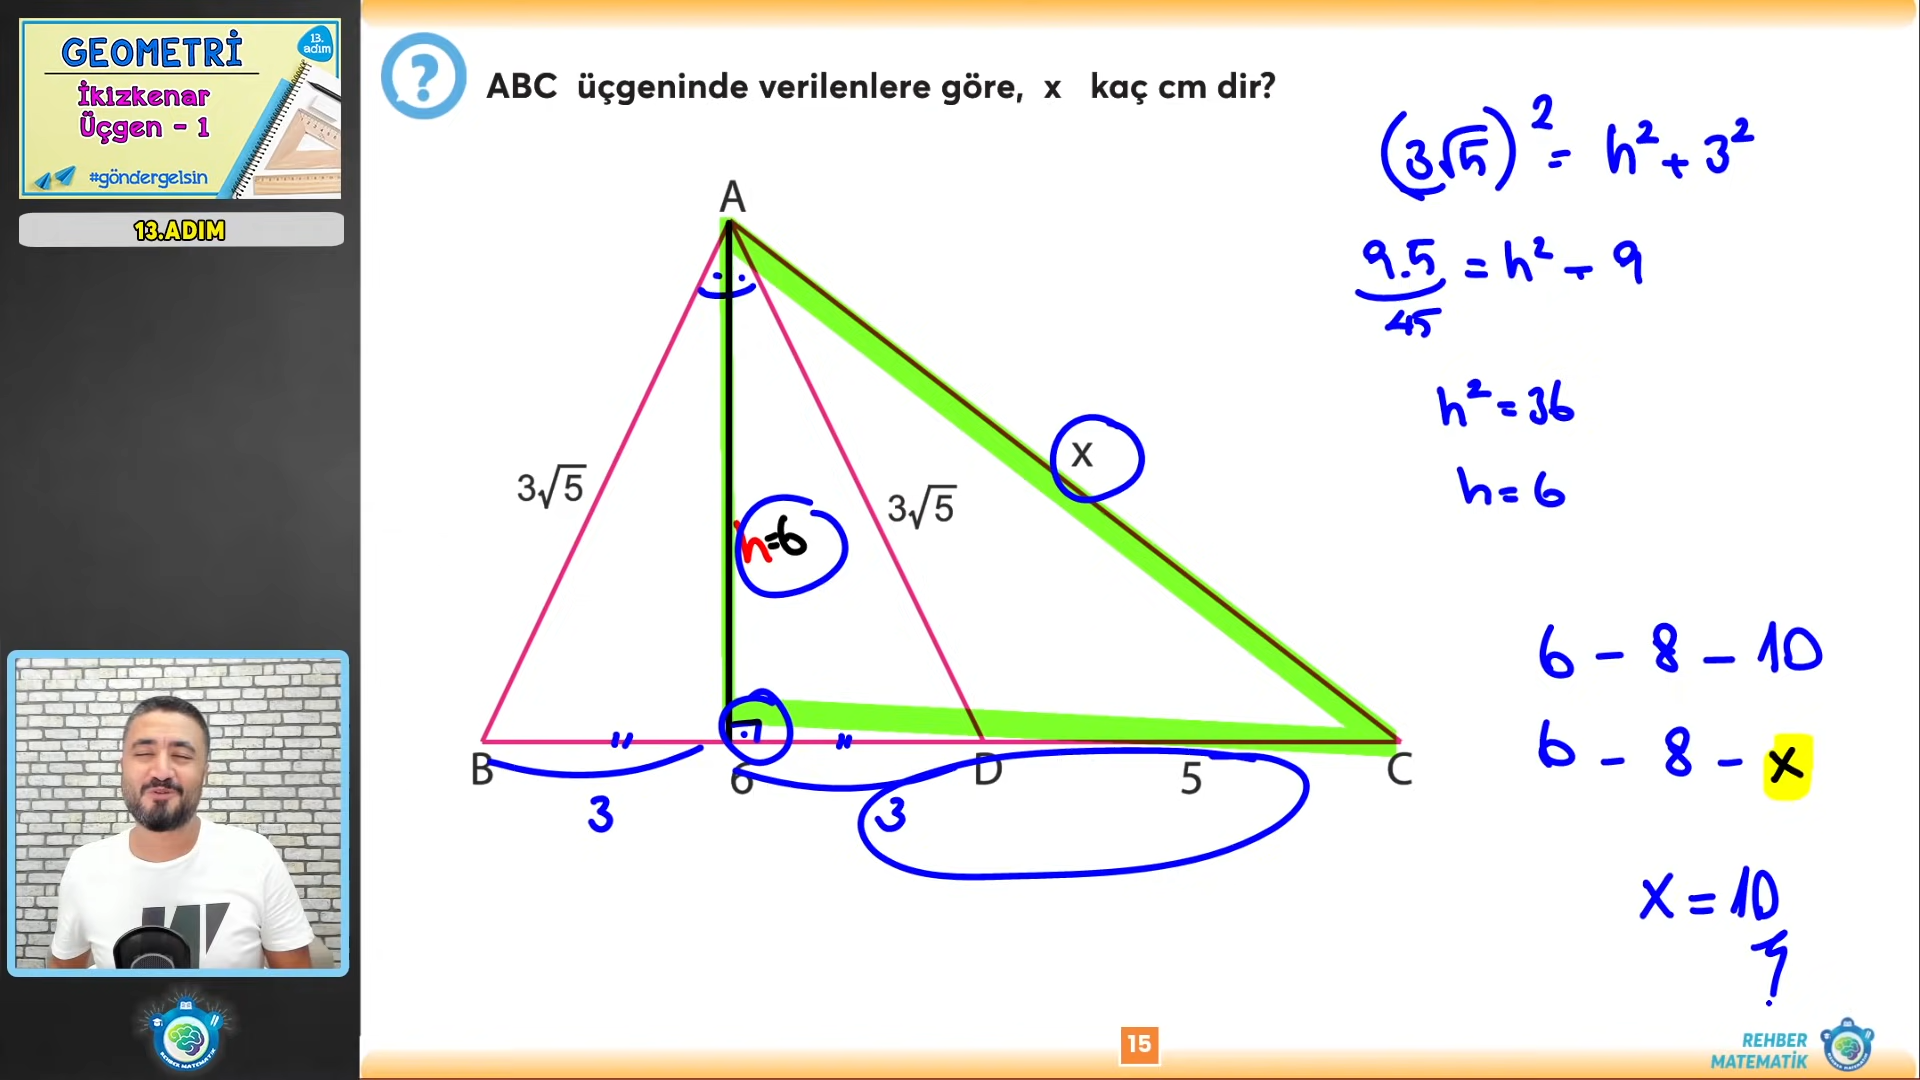 GEOMETRİ
13. adım
İkizkenar
Üçgen - 1
#göndergelsin
13.ADIM
ABC üçgeninde verilenlere göre, x kaç cm dir?
(3√5)² = h² + 3²
9.5 = h² + 9
45
h² = 36
h = 6
A
x
3√5
3√5
h=6
B
6
D
5
C
3
3
6 - 8 - 10
6 - 8 - x
x = 10
?
15
REHBER
MATEMATİK
REHBER MATEMATİK